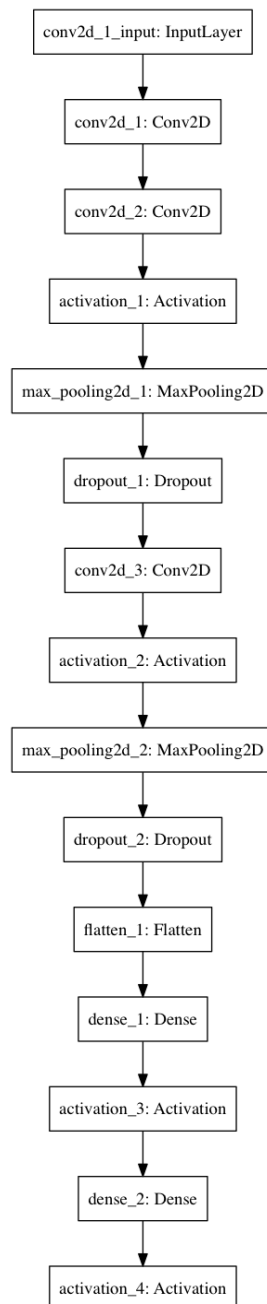 conv2d_1_input: InputLayer
conv2d_1: Conv2D
conv2d_2: Conv2D
activation_1: Activation
max_pooling2d_1: MaxPooling2D
dropout_1: Dropout
conv2d_3: Conv2D
activation_2: Activation
max_pooling2d_2: MaxPooling2D
dropout_2: Dropout
flatten_1: Flatten
dense_1: Dense
activation_3: Activation
dense_2: Dense
activation_4: Activation